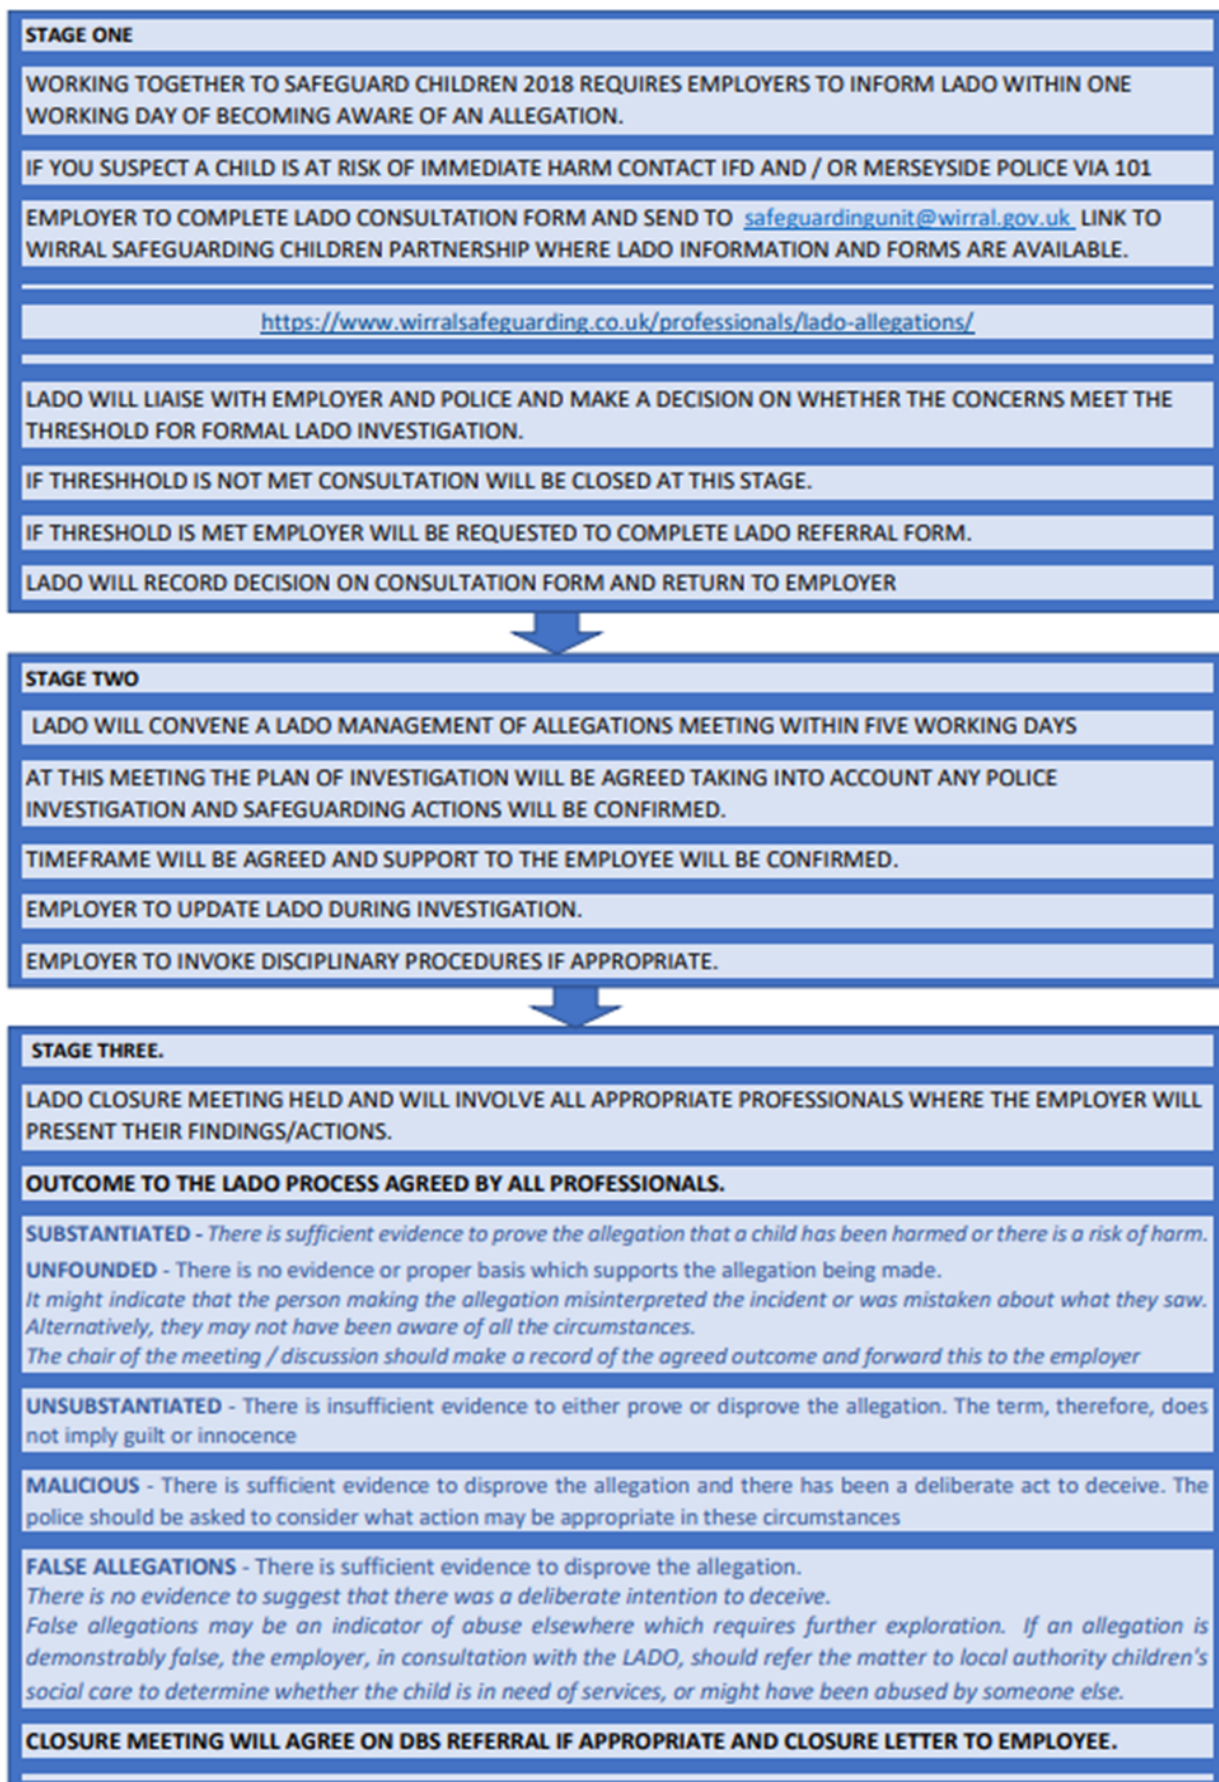 STAGE ONE
WORKING TOGETHER TO SAFEGUARD CHILDREN 2018 REQUIRES EMPLOYERS TO INFORM LADO WITHIN ONE
WORKING DAY OF BECOMING AWARE OF AN ALLEGATION.
IF YOU SUSPECT A CHILD IS AT RISK OF IMMEDIATE HARM CONTACT IFD AND / OR MERSEYSIDE POLICE VIA 101
EMPLOYER TO COMPLETE LADO CONSULTATION FORM AND SEND TO safeguardingunit@wirral.gov.uk LINK TO
WIRRAL SAFEGUARDING CHILDREN PARTNERSHIP WHERE LADO INFORMATION AND FORMS ARE AVAILABLE.
https://www.wirralsafeguarding.co.uk/professionals/lado-allegations/
LADO WILL LIAISE WITH EMPLOYER AND POLICE AND MAKE A DECISION ON WHETHER THE CONCERNS MEET THE
THRESHOLD FOR FORMAL LADO INVESTIGATION.
IF THRESHHOLD IS NOT MET CONSULTATION WILL BE CLOSED AT THIS STAGE.
IF THRESHOLD IS MET EMPLOYER WILL BE REQUESTED TO COMPLETE LADO REFERRAL FORM.
LADO WILL RECORD DECISION ON CONSULTATION FORM AND RETURN TO EMPLOYER
STAGE TWO
LADO WILL CONVENE A LADO MANAGEMENT OF ALLEGATIONS MEETING WITHIN FIVE WORKING DAYS
AT THIS MEETING THE PLAN OF INVESTIGATION WILL BE AGREED TAKING INTO ACCOUNT ANY POLICE
INVESTIGATION AND SAFEGUARDING ACTIONS WILL BE CONFIRMED.
TIMEFRAME WILL BE AGREED AND SUPPORT TO THE EMPLOYEE WILL BE CONFIRMED.
EMPLOYER TO UPDATE LADO DURING INVESTIGATION.
EMPLOYER TO INVOKE DISCIPLINARY PROCEDURES IF APPROPRIATE.
STAGE THREE.
LADO CLOSURE MEETING HELD AND WILL INVOLVE ALL APPROPRIATE PROFESSIONALS WHERE THE EMPLOYER WILL
PRESENT THEIR FINDINGS/ACTIONS.
OUTCOME TO THE LADO PROCESS AGREED BY ALL PROFESSIONALS.
SUBSTANTIATED - There is sufficient evidence to prove the allegation that a child has been harmed or there is a risk of harm.
UNFOUNDED - There is no evidence or proper basis which supports the allegation being made.
It might indicate that the person making the allegation misinterpreted the incident or was mistaken about what they saw.
Alternatively, they may not have been aware of all the circumstances.
The chair of the meeting / discussion should make a record of the agreed outcome and forward this to the employer
UNSUBSTANTIATED - There is insufficient evidence to either prove or disprove the allegation. The term, therefore, does
not imply guilt or innocence
MALICIOUS - There is sufficient evidence to disprove the allegation and there has been a deliberate act to deceive. The
police should be asked to consider what action may be appropriate in these circumstances
FALSE ALLEGATIONS - There is sufficient evidence to disprove the allegation.
There is no evidence to suggest that there was a deliberate intention to deceive.
False allegations may be an indicator of abuse elsewhere which requires further exploration. If an allegation is
demonstrably false, the employer, in consultation with the LADO, should refer the matter to local authority children's
social care to determine whether the child is in need of services, or might have been abused by someone else.
CLOSURE MEETING WILL AGREE ON DBS REFERRAL IF APPROPRIATE AND CLOSURE LETTER TO EMPLOYEE.